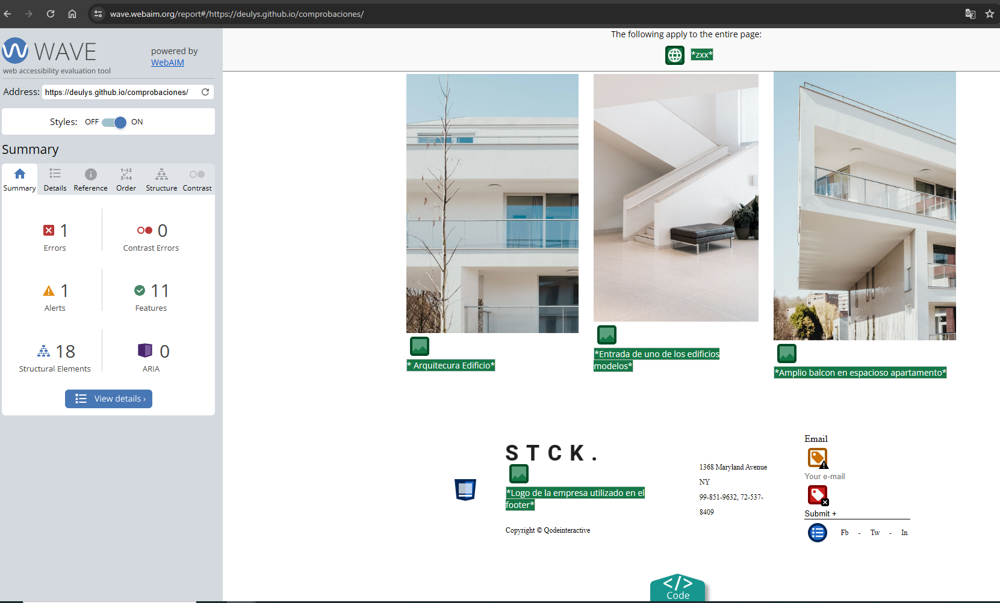 wave.webaim.org/report#/https://deulys.github.io/comprobaciones/
WAVE
powered by
WebAIM
web accessibility evaluation tool
Address: https://deulys.github.io/comprobaciones/
Styles: OFF ON
Summary
Summary Details Reference Order Structure Contrast
1
Errors
0
Contrast Errors
1
Alerts
11
Features
18
Structural Elements
0
ARIA
View details ›
The following apply to the entire page:
*zxx*
* Arquitecura Edificio*
*Entrada de uno de los edificios
modelos*
*Amplio balcon en espacioso apartamento*
STCK.
*Logo de la empresa utilizado en el
footer*
Copyright © Qodeinteractive
1368 Maryland Avenue
NY
99-851-9632, 72-537-
8409
Email
Your e-mail
Submit +
Fb - Tw - In
</>
Code